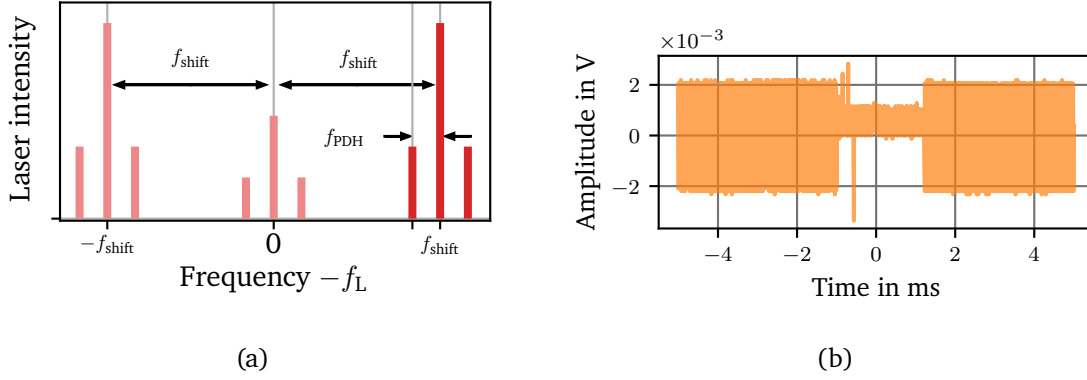 Laser intensity
f_shift
f_shift
f_PDH
−f_shift
0
f_shift
Frequency −f_L
(a)
×10^−3
Amplitude in V
2
0
−2
−4
−2
0
2
4
Time in ms
(b)